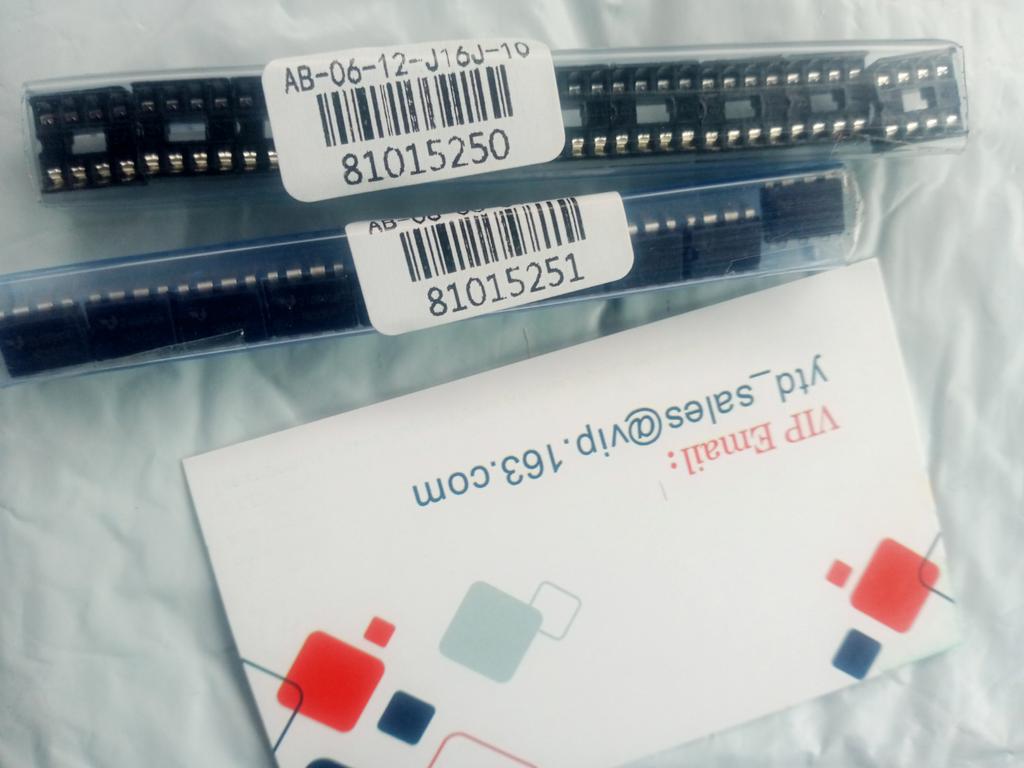 AB-06-12-J16J-10
81015250
81015251
VIP Email:
ytd_sales@vip.163.com